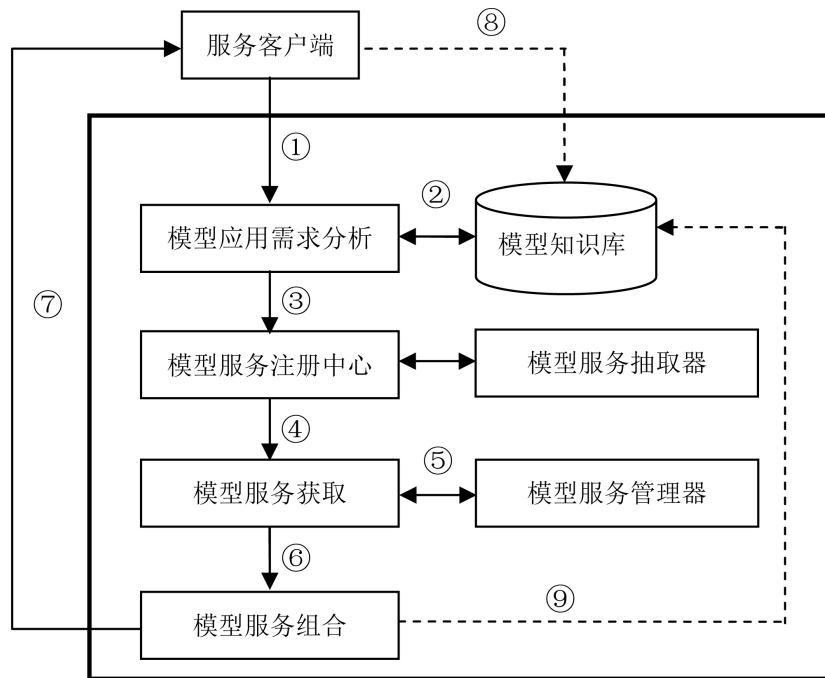 服务客户端
⑧
①
模型应用需求分析
②
模型知识库
⑦
③
模型服务注册中心
模型服务抽取器
④
模型服务获取
⑤
模型服务管理器
⑥
模型服务组合
⑨